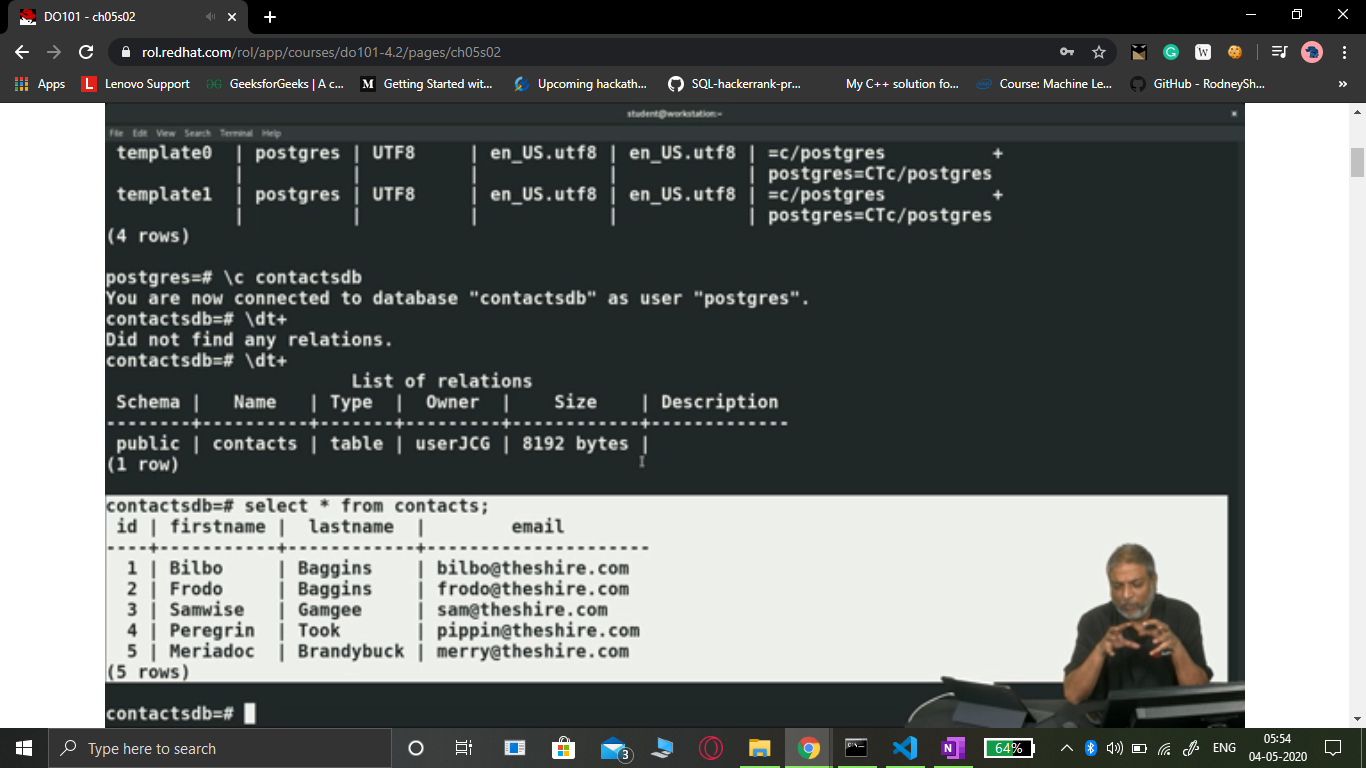 DO101 - ch05s02
rol.redhat.com/rol/app/courses/do101-4.2/pages/ch05s02
Apps Lenovo Support GeeksforGeeks | A c... Getting Started wit... Upcoming hackath... SQL-hackerrank-pr... My C++ solution fo... Course: Machine Le... GitHub - RodneySh... »
student@workstation:~
File Edit View Search Terminal Help
template0 | postgres | UTF8 | en_US.utf8 | en_US.utf8 | =c/postgres +
| | | | | postgres=CTc/postgres
template1 | postgres | UTF8 | en_US.utf8 | en_US.utf8 | =c/postgres +
| | | | | postgres=CTc/postgres
(4 rows)
postgres=# \c contactsdb
You are now connected to database "contactsdb" as user "postgres".
contactsdb=# \dt+
Did not find any relations.
contactsdb=# \dt+
List of relations
Schema | Name | Type | Owner | Size | Description
--------+----------+-------+---------+------------+-------------
public | contacts | table | userJCG | 8192 bytes |
(1 row)
contactsdb=# select * from contacts;
id | firstname | lastname | email
----+-----------+------------+---------------------
1 | Bilbo | Baggins | bilbo@theshire.com
2 | Frodo | Baggins | frodo@theshire.com
3 | Samwise | Gamgee | sam@theshire.com
4 | Peregrin | Took | pippin@theshire.com
5 | Meriadoc | Brandybuck | merry@theshire.com
(5 rows)
contactsdb=#
Type here to search
3
64%
ENG
05:54
04-05-2020